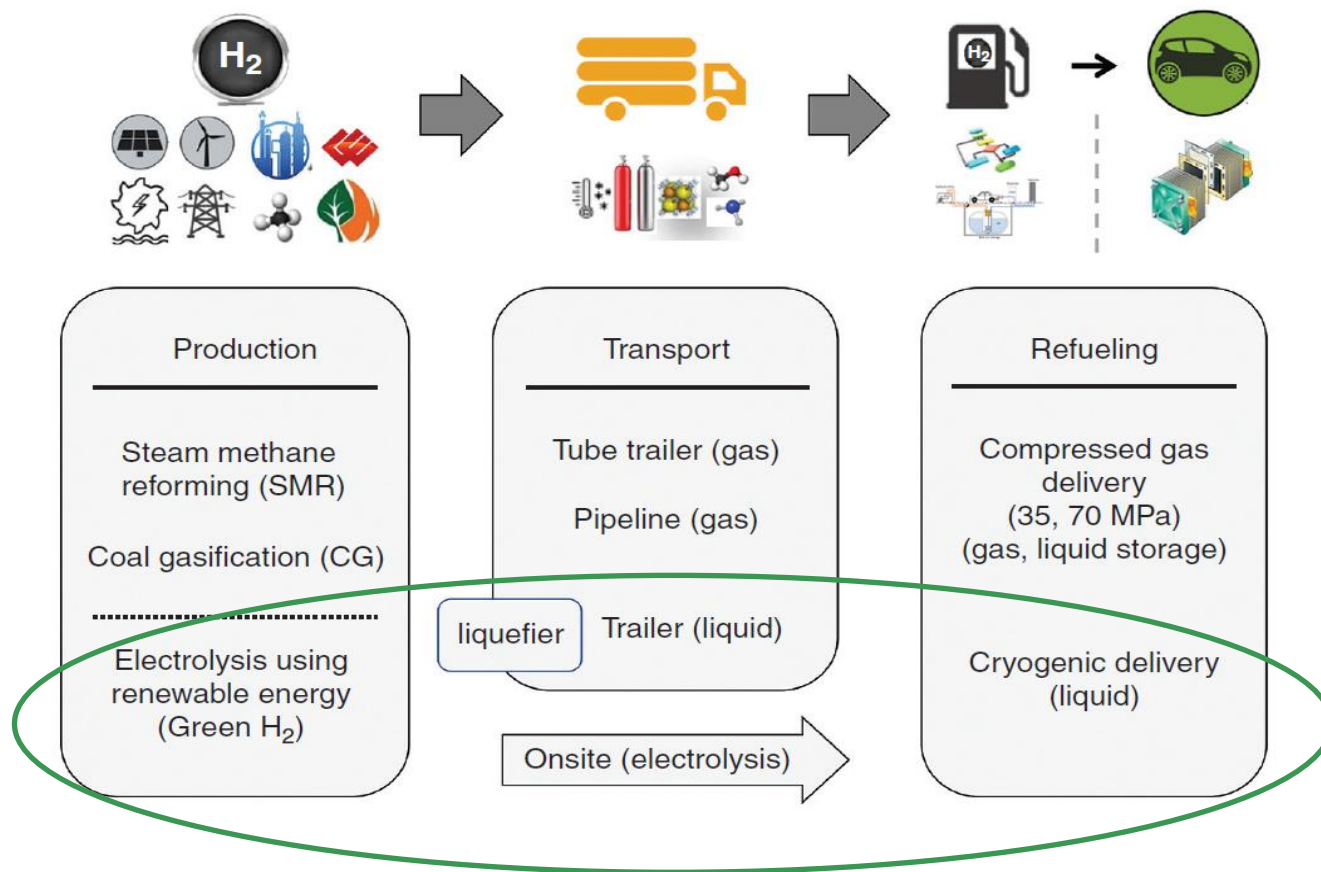 H₂
H₂
Production
Steam methane
reforming (SMR)
Coal gasification (CG)
Electrolysis using
renewable energy
(Green H₂)
Transport
Tube trailer (gas)
Pipeline (gas)
liquefier
Trailer (liquid)
Onsite (electrolysis)
Refueling
Compressed gas
delivery
(35, 70 MPa)
(gas, liquid storage)
Cryogenic delivery
(liquid)